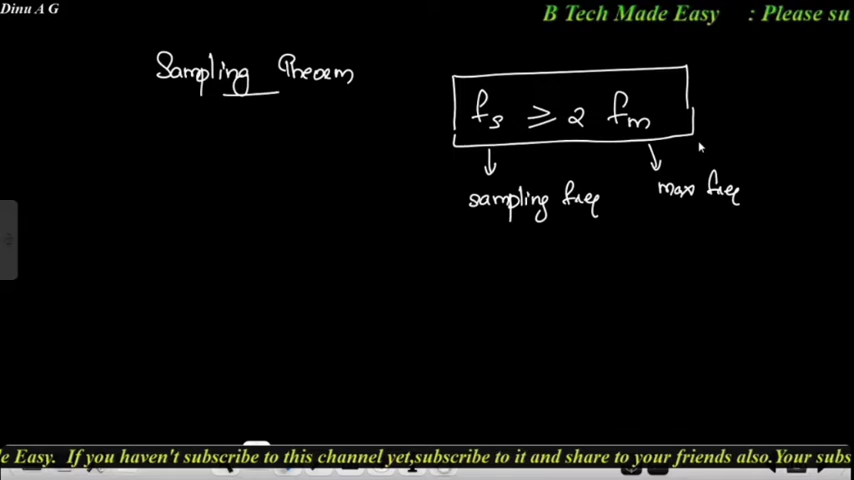 Dinu A G
B Tech Made Easy : Please su
Sampling Theorem
fs ≥ 2 fm
sampling freq
max freq
le Easy. If you haven't subscribe to this channel yet,subscribe to it and share to your friends also.Your subs